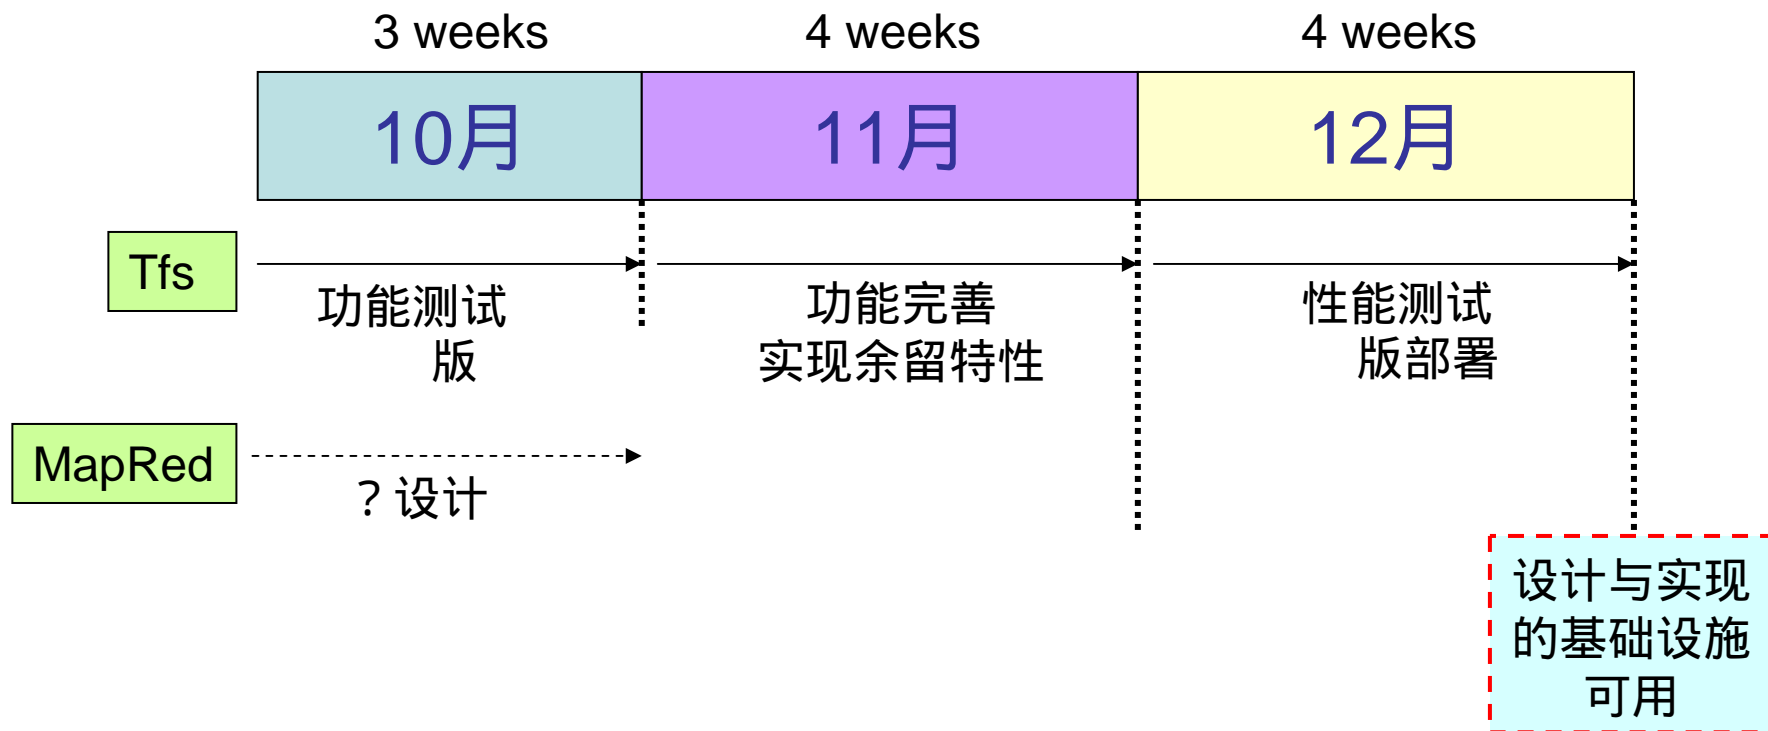 3 weeks
4 weeks
4 weeks
10月
11月
12月
Tfs
功能测试
版
功能完善
实现余留特性
性能测试
版部署
MapRed
？设计
设计与实现
的基础设施
可用